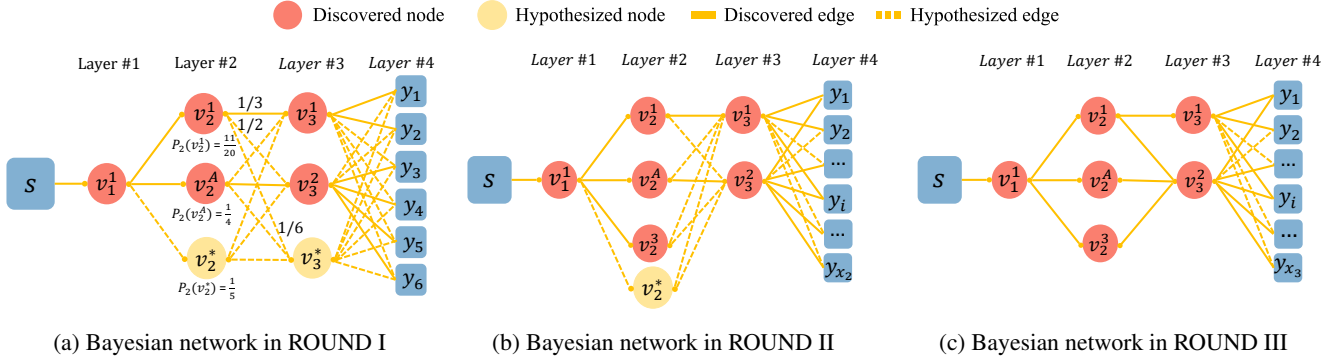 Discovered node Hypothesized node Discovered edge Hypothesized edge
Layer #1 Layer #2 Layer #3 Layer #4
S
v_1^1
v_2^1
P_2(v_2^1) = 11/20
v_2^A
P_2(v_2^A) = 1/4
v_2^*
P_2(v_2^*) = 1/5
1/3
1/2
1/6
v_3^1
v_3^2
v_3^*
y_1
y_2
y_3
y_4
y_5
y_6
(a) Bayesian network in ROUND I
Layer #1 Layer #2 Layer #3 Layer #4
S
v_1^1
v_2^1
v_2^A
v_2^3
v_2^*
v_3^1
v_3^2
y_1
y_2
...
y_i
...
y_{x_2}
(b) Bayesian network in ROUND II
Layer #1 Layer #2 Layer #3 Layer #4
S
v_1^1
v_2^1
v_2^A
v_2^3
v_3^1
v_3^2
y_1
y_2
...
y_i
...
y_{x_3}
(c) Bayesian network in ROUND III